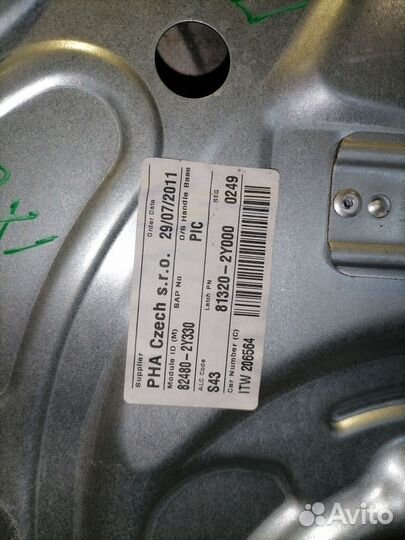 Supplier
Order Date
PHA Czech s.r.o. 29/07/2011
Module ID (M)
SAP No
O/S Handle Base
82480-2Y330
PIC
ALC Code
Latch PN
SEQ
S43
81320-2Y000
0249
Car Number (C)
ITW 206564
Avito